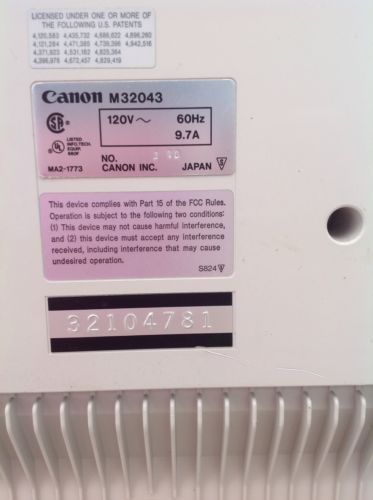 LICENSED UNDER ONE OR MORE OF
THE FOLLOWING U.S. PATENTS
4,120,583 4,435,732 4,686,622 4,896,260
4,121,284 4,471,385 4,739,396 4,942,516
4,371,923 4,531,182 4,825,364
4,396,976 4,672,457 4,829,419
Canon M32043
120V~ 60Hz
9.7A
LISTED
INFO. TECH.
EQUIP.
NO.
MA2-1773 CANON INC. JAPAN
This device complies with Part 15 of the FCC Rules.
Operation is subject to the following two conditions:
(1) This device may not cause harmful interference,
and (2) this device must accept any interference
received, including interference that may cause
undesired operation.
S824
32104781